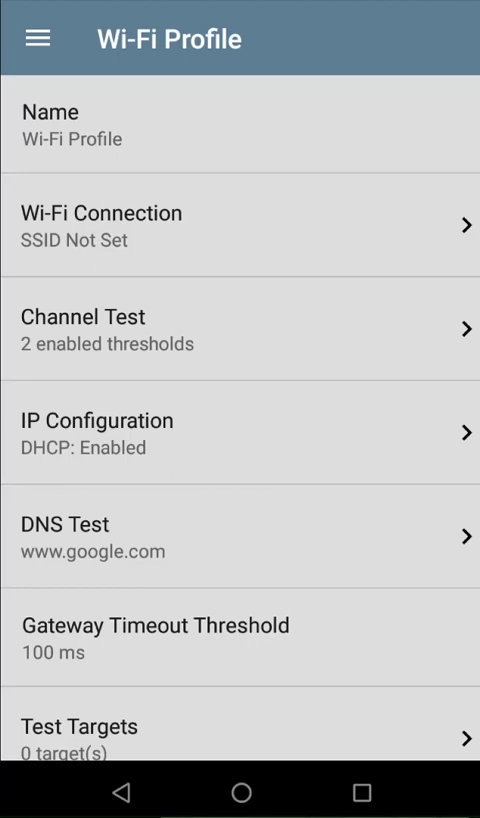 Wi-Fi Profile
Name
Wi-Fi Profile
Wi-Fi Connection
SSID Not Set
Channel Test
2 enabled thresholds
IP Configuration
DHCP: Enabled
DNS Test
www.google.com
Gateway Timeout Threshold
100 ms
Test Targets
0 target(s)